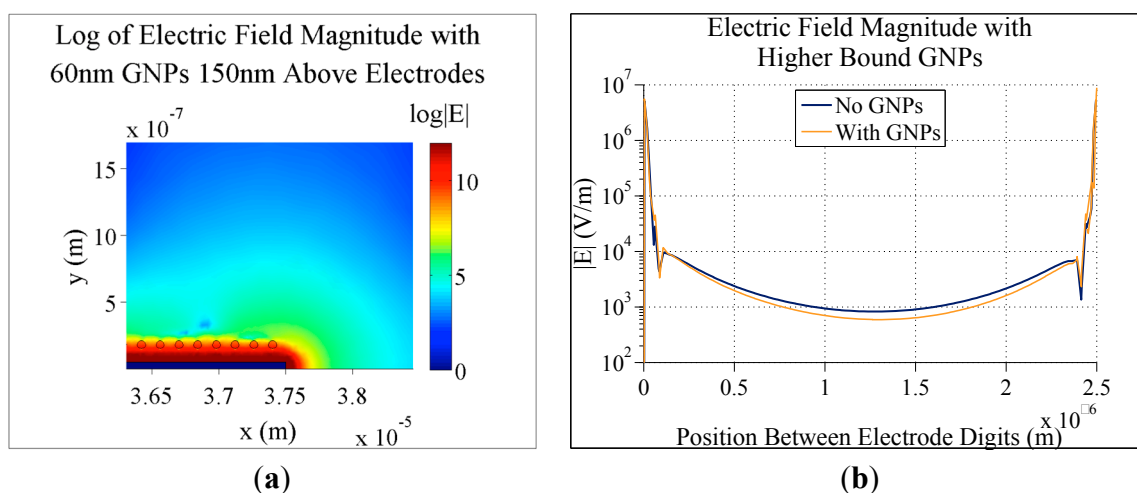 Log of Electric Field Magnitude with
60nm GNPs 150nm Above Electrodes
x 10⁻⁷
log|E|
15
10
5
y (m)
10
5
0
3.65 3.7 3.75 3.8
x (m)
x 10⁻⁵
(a)
Electric Field Magnitude with
Higher Bound GNPs
No GNPs
With GNPs
|E| (V/m)
10⁷
10⁶
10⁵
10⁴
10³
10²
0 0.5 1 1.5 2 2.5
x 10⁻□⁶
Position Between Electrode Digits (m)
(b)